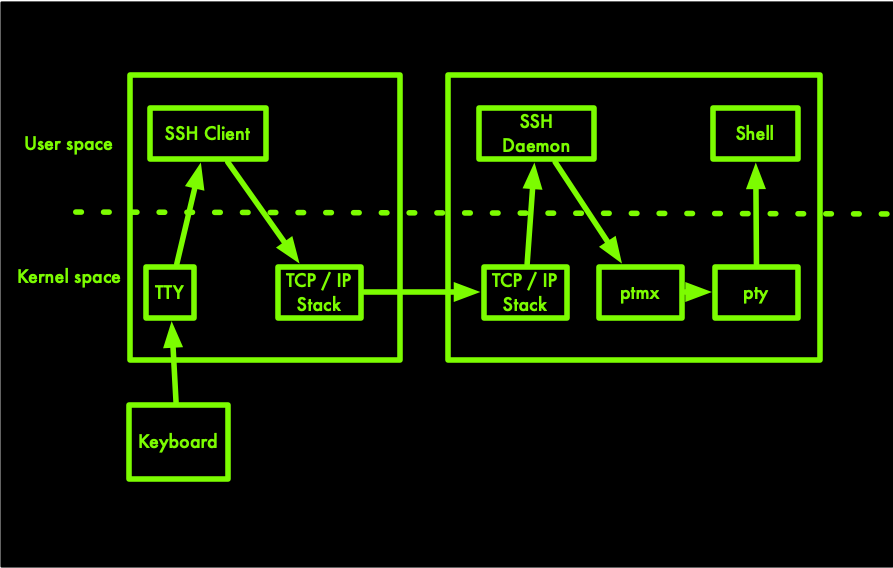 User space
SSH Client
SSH
Daemon
Shell
Kernel space
TTY
TCP / IP
Stack
TCP / IP
Stack
ptmx
pty
Keyboard